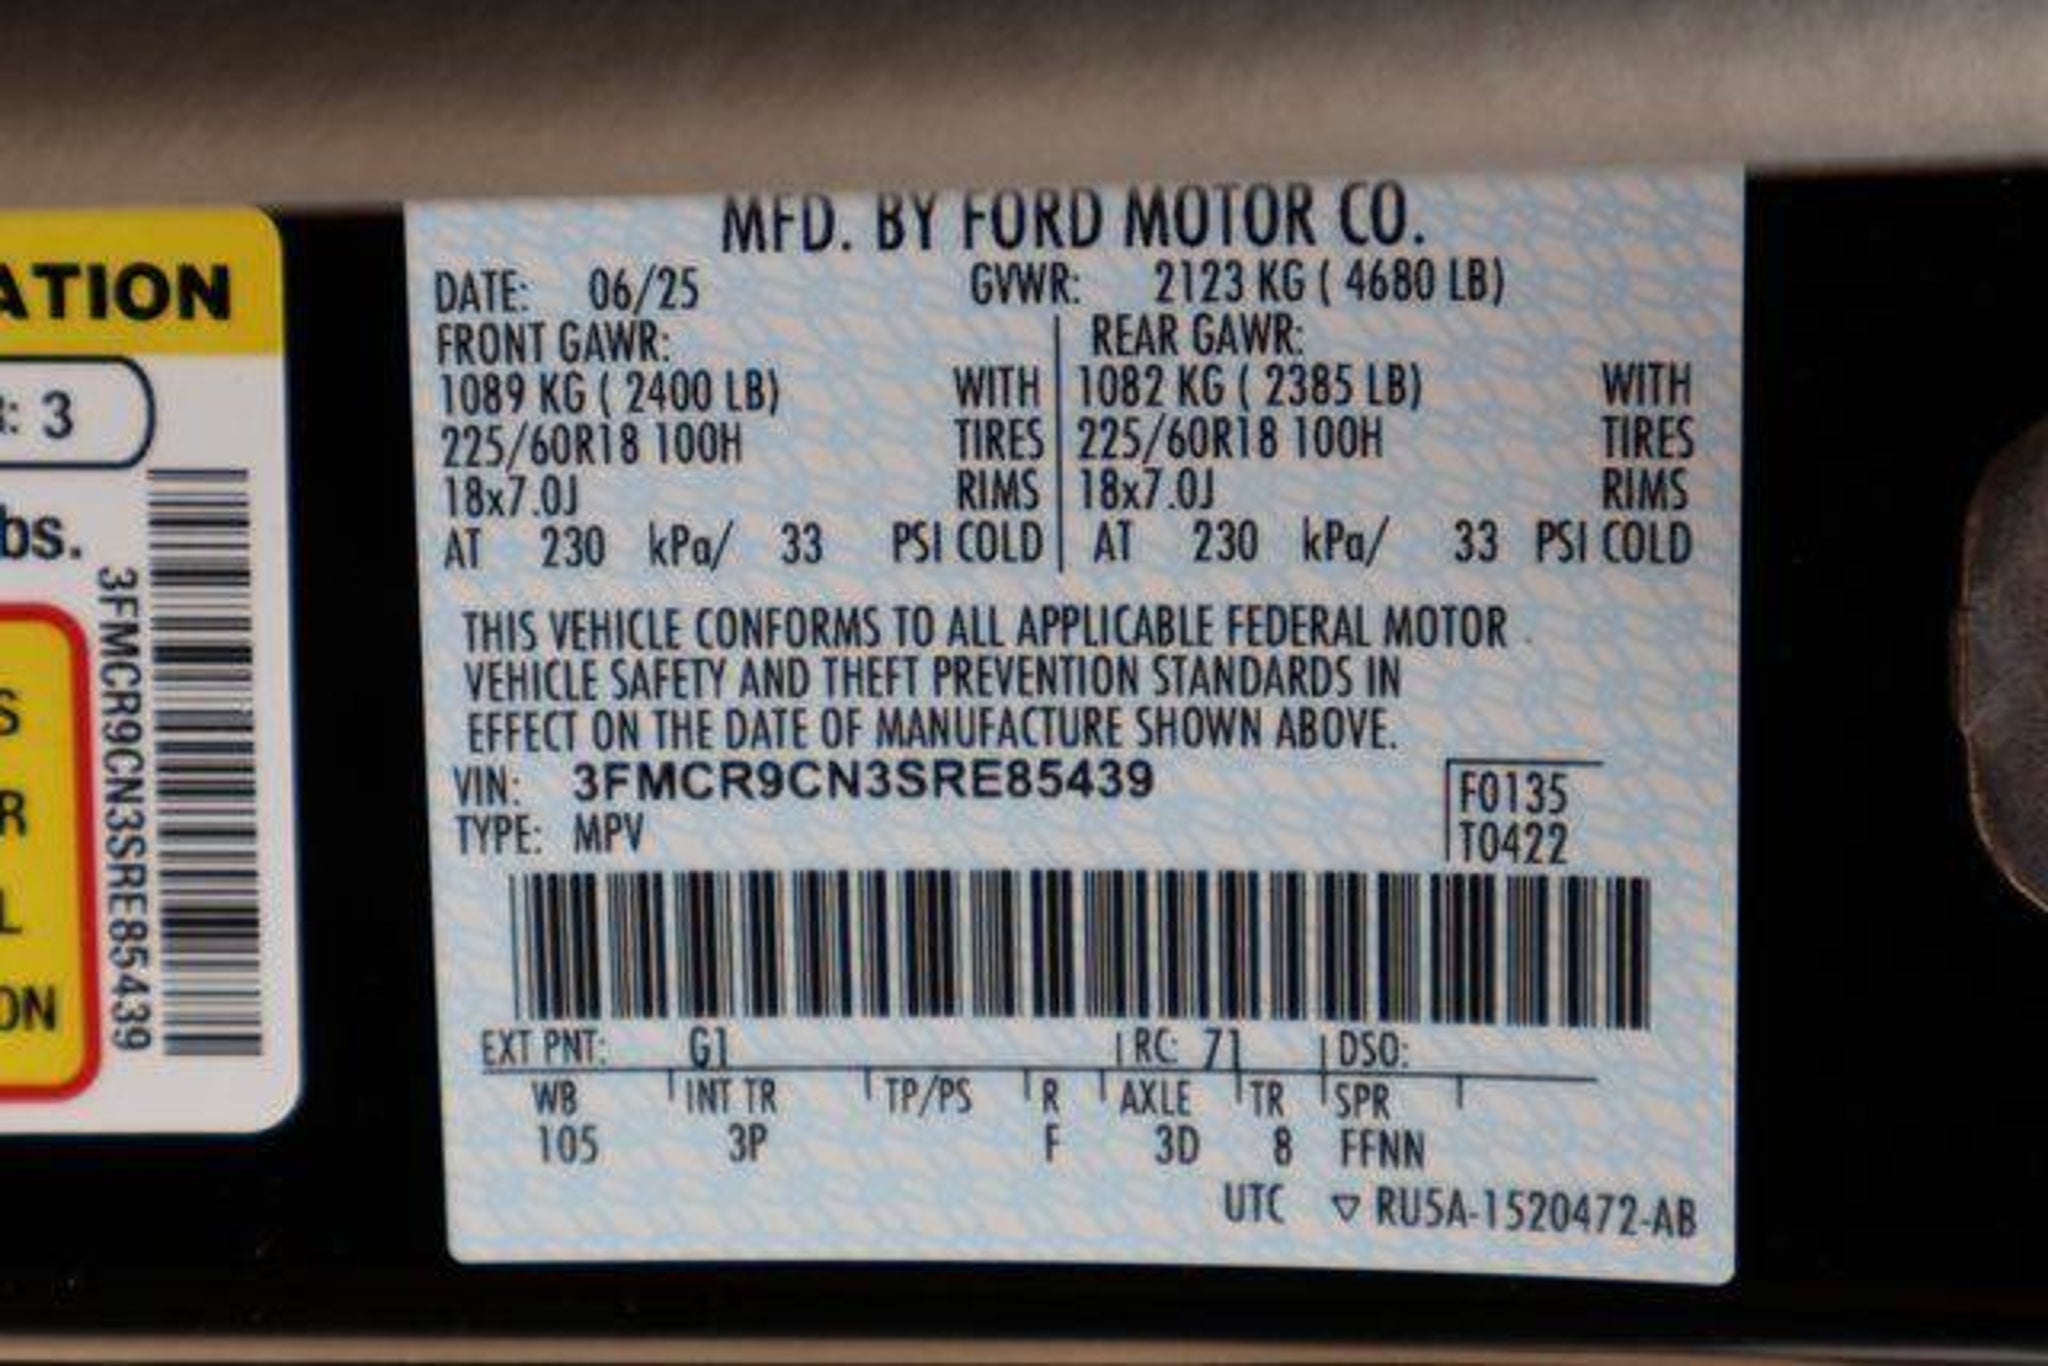 ATION
: 3
bs.
S
R
L
ON
3FMCR9CN3SRE85439
MFD. BY FORD MOTOR CO.
DATE: 06/25 GVWR: 2123 KG ( 4680 LB)
FRONT GAWR: REAR GAWR:
1089 KG ( 2400 LB) WITH 1082 KG ( 2385 LB) WITH
225/60R18 100H TIRES 225/60R18 100H TIRES
18x7.0J RIMS 18x7.0J RIMS
AT 230 kPa/ 33 PSI COLD AT 230 kPa/ 33 PSI COLD
THIS VEHICLE CONFORMS TO ALL APPLICABLE FEDERAL MOTOR
VEHICLE SAFETY AND THEFT PREVENTION STANDARDS IN
EFFECT ON THE DATE OF MANUFACTURE SHOWN ABOVE.
VIN: 3FMCR9CN3SRE85439 F0135
TYPE: MPV T0422
EXT PNT: G1 RC: 71 DSO:
WB INT TR TP/PS R AXLE TR SPR
105 3P F 3D 8 FFNN
UTC ▽ RU5A-1520472-AB